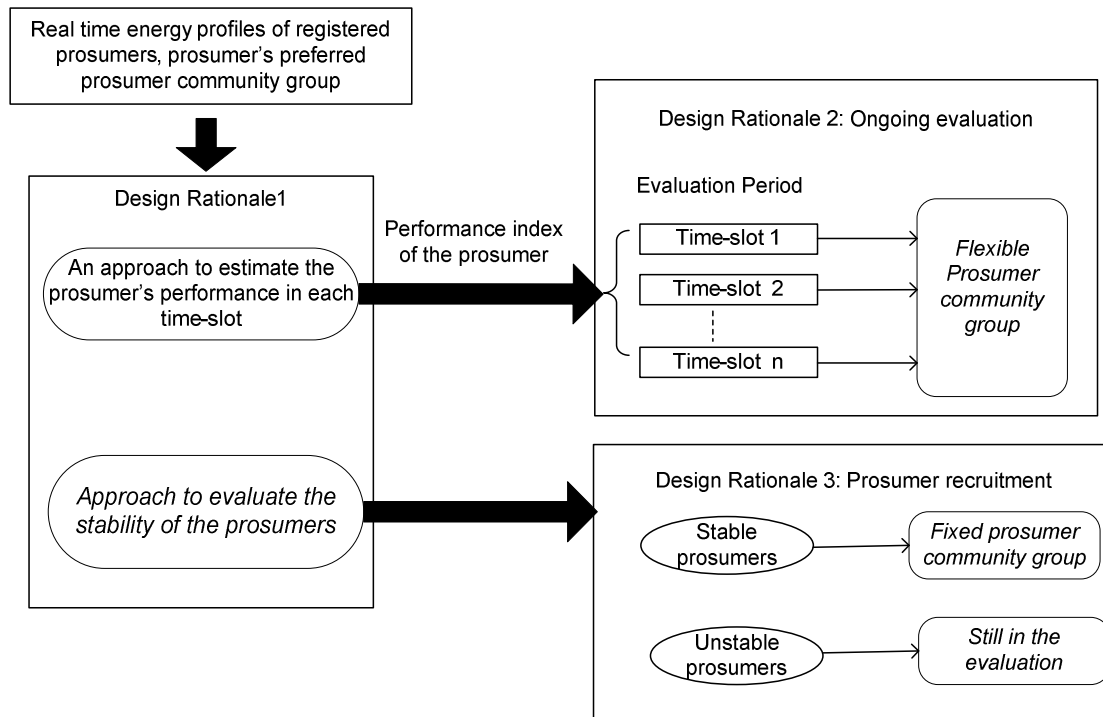 Real time energy profiles of registered
prosumers, prosumer's preferred
prosumer community group
Design Rationale1
An approach to estimate the
prosumer's performance in each
time-slot
Approach to evaluate the
stability of the prosumers
Performance index
of the prosumer
Design Rationale 2: Ongoing evaluation
Evaluation Period
Time-slot 1
Time-slot 2
Time-slot n
Flexible
Prosumer
community
group
Design Rationale 3: Prosumer recruitment
Stable
prosumers
Fixed prosumer
community group
Unstable
prosumers
Still in the
evaluation